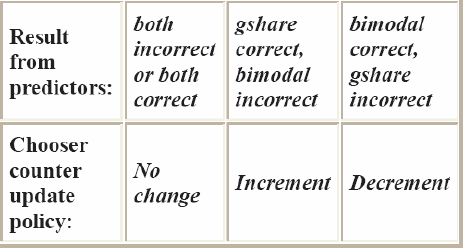 Result
from
predictors:
both
incorrect
or both
correct
gshare
correct,
bimodal
incorrect
bimodal
correct,
gshare
incorrect
Chooser
counter
update
policy:
No
change
Increment
Decrement